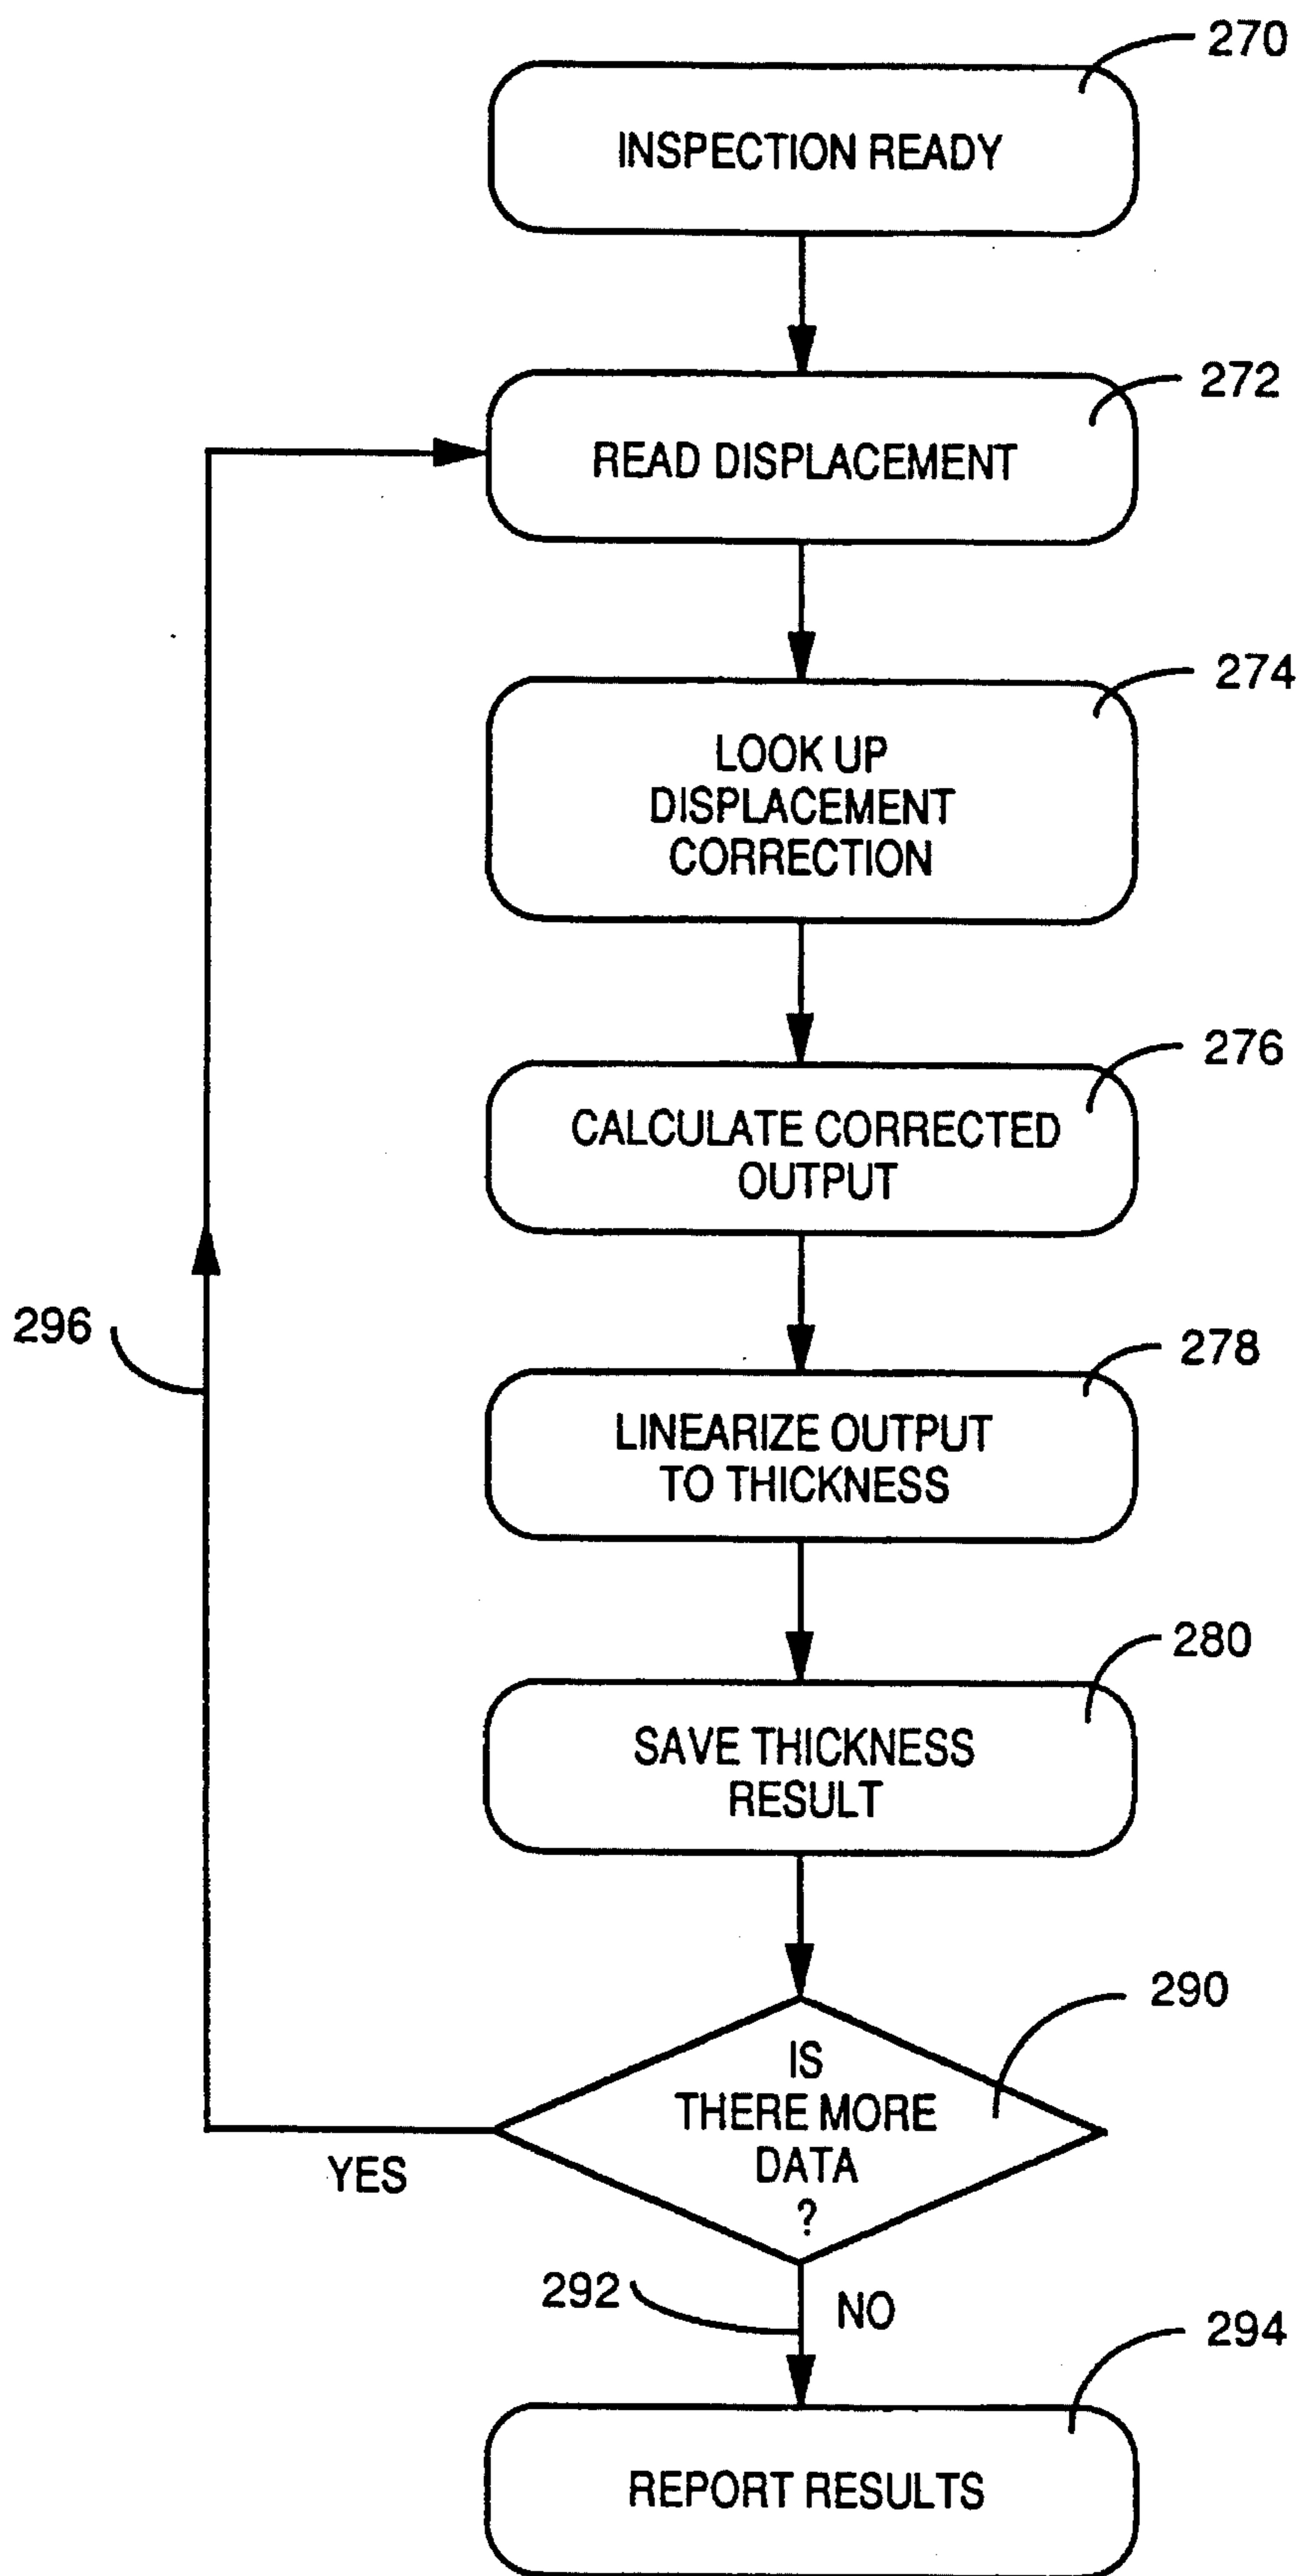 270
INSPECTION READY
272
READ DISPLACEMENT
274
LOOK UP
DISPLACEMENT
CORRECTION
276
CALCULATE CORRECTED
OUTPUT
296
278
LINEARIZE OUTPUT
TO THICKNESS
280
SAVE THICKNESS
RESULT
290
IS
THERE MORE
DATA
?
YES
292
NO
294
REPORT RESULTS